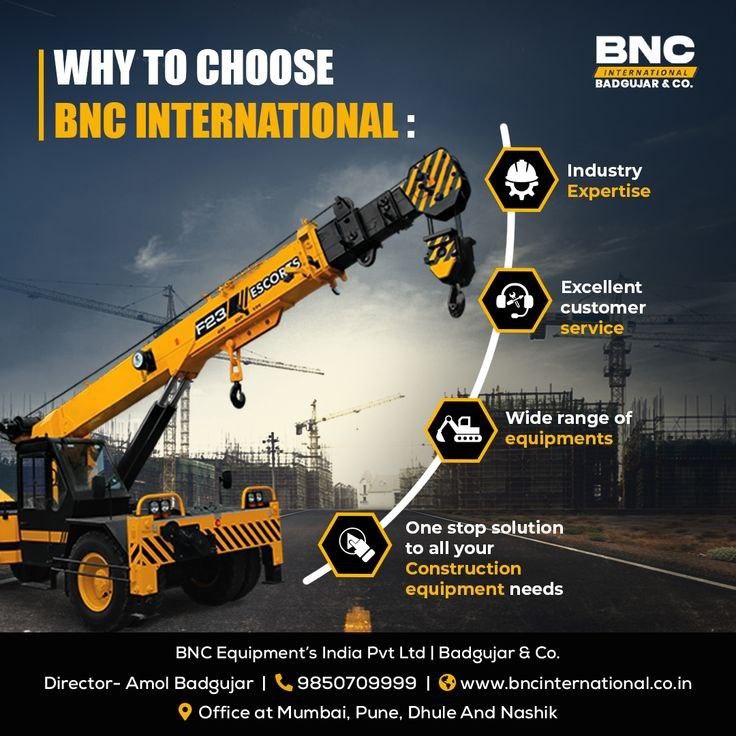 WHY TO CHOOSE
BNC INTERNATIONAL :
BNC
INTERNATIONAL
BADGUJAR & CO.
Industry
Expertise
Excellent
customer
service
Wide range of
equipments
One stop solution
to all your
Construction
equipment needs
F23 ESCORTS
BNC Equipment's India Pvt Ltd | Badgujar & Co.
Director- Amol Badgujar | 9850709999 | www.bncinternational.co.in
Office at Mumbai, Pune, Dhule And Nashik